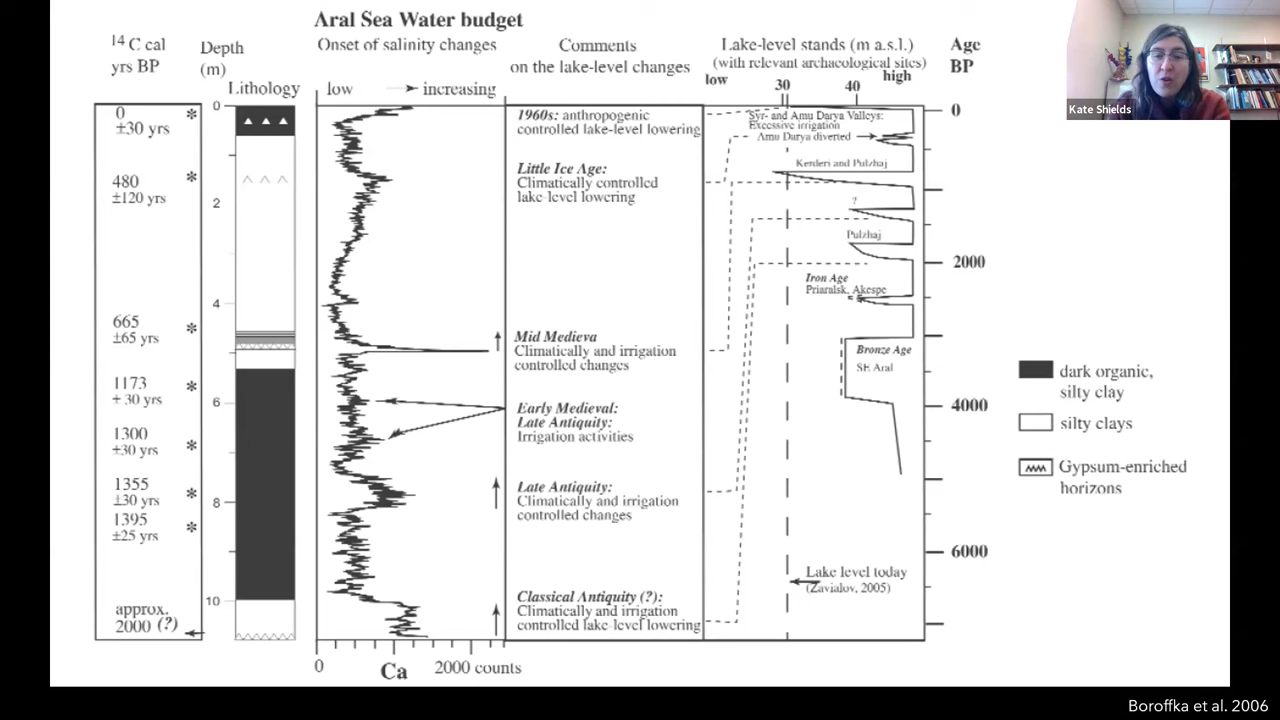 Aral Sea Water budget
14 C cal
yrs BP
Depth
(m)
Lithology
Onset of salinity changes
low increasing
Comments
on the lake-level changes
Lake-level stands (m a.s.l.)
(with relevant archaeological sites)
low 30 40 high
Age
BP
Kate Shields
0
±30 yrs
480
±120 yrs
665
±65 yrs
1173
+ 30 yrs
1300
±30 yrs
1355
±30 yrs
1395
±25 yrs
approx.
2000 (?)
0
2
4
6
8
10
0 2000 counts
Ca
1960s: anthropogenic
controlled lake-level lowering
Little Ice Age:
Climatically controlled
lake-level lowering
Mid Medieva
Climatically and irrigation
controlled changes
Early Medieval:
Late Antiquity:
Irrigation activities
Late Antiquity:
Climatically and irrigation
controlled changes
Classical Antiquity (?):
Climatically and irrigation
controlled lake-level lowering
Syr- and Amu Darya Valleys:
Excessive irrigation
Amu Darya diverted
Kerderi and Pulzhaj
?
Pulzhaj
Iron Age
Priaralsk, Akespe
Bronze Age
SE Aral
Lake level today
(Zavialov, 2005)
0
2000
4000
6000
dark organic,
silty clay
silty clays
Gypsum-enriched
horizons
Boroffka et al. 2006